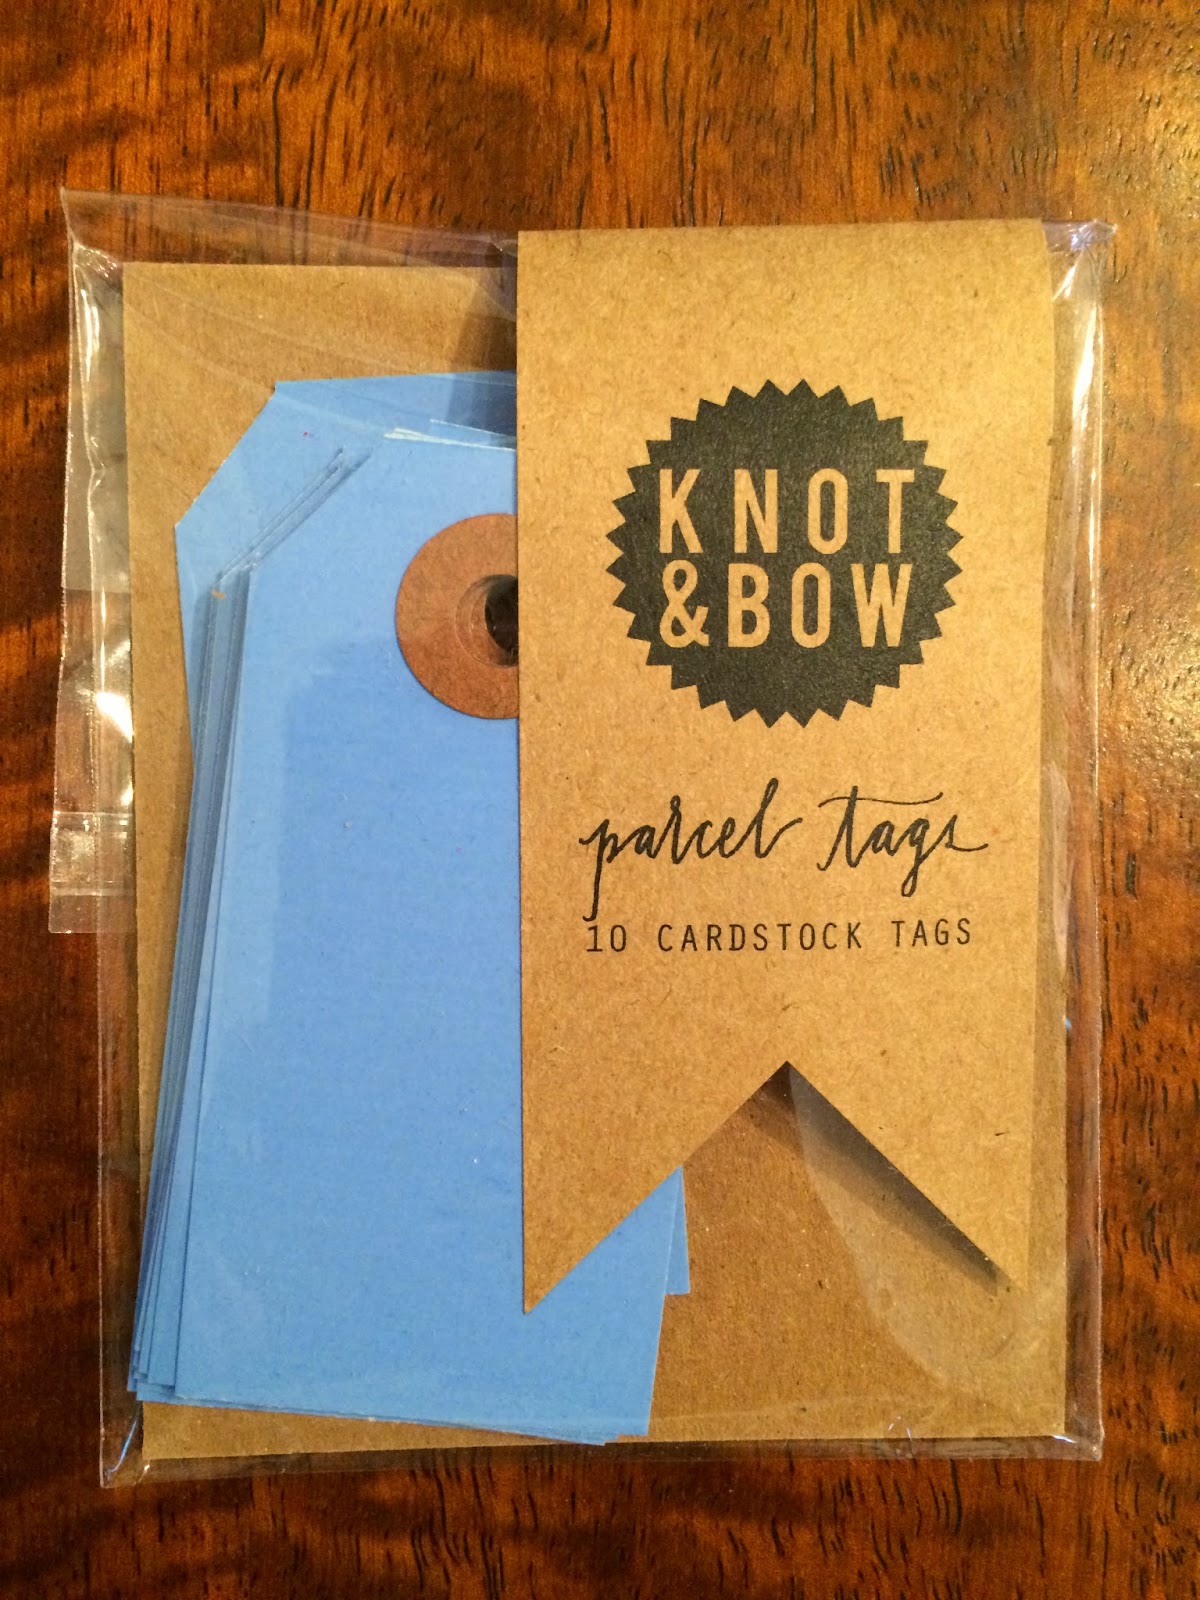 KNOT
&BOW
parcel tags
10 CARDSTOCK TAGS